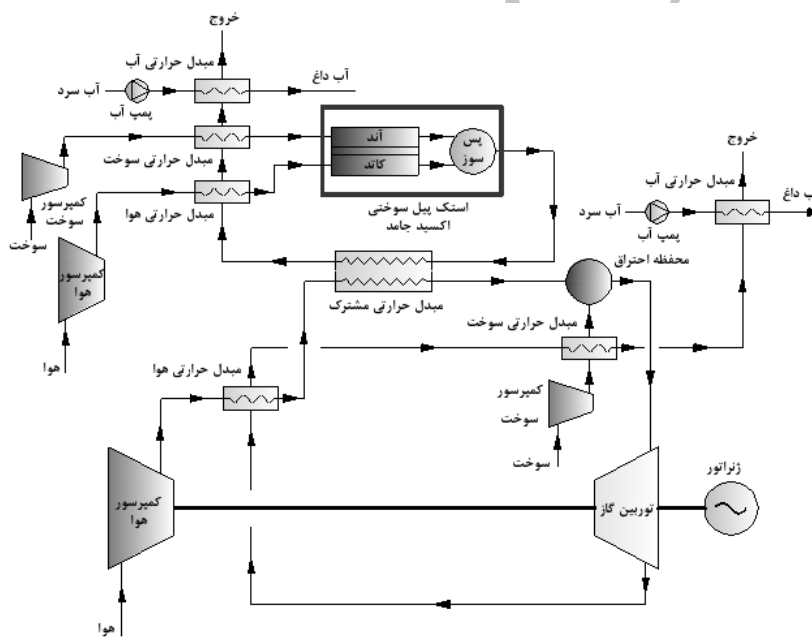 خروج
مبدل حرارتی آب
آب سرد
آب داغ
پمپ آب
آند
کاتد
پس
سوز
مبدل حرارتی سوخت
کمپرسور
سوخت
سوخت
مبدل حرارتی هوا
استک پیل سوختی
اکسید جامد
کمپرسور
هوا
هوا
خروج
مبدل حرارتی آب
آب سرد
پمپ آب
محفظه احتراق
مبدل حرارتی مشترک
مبدل حرارتی سوخت
مبدل حرارتی هوا
کمپرسور
سوخت
سوخت
کمپرسور
هوا
هوا
توربین گاز
ژنراتور